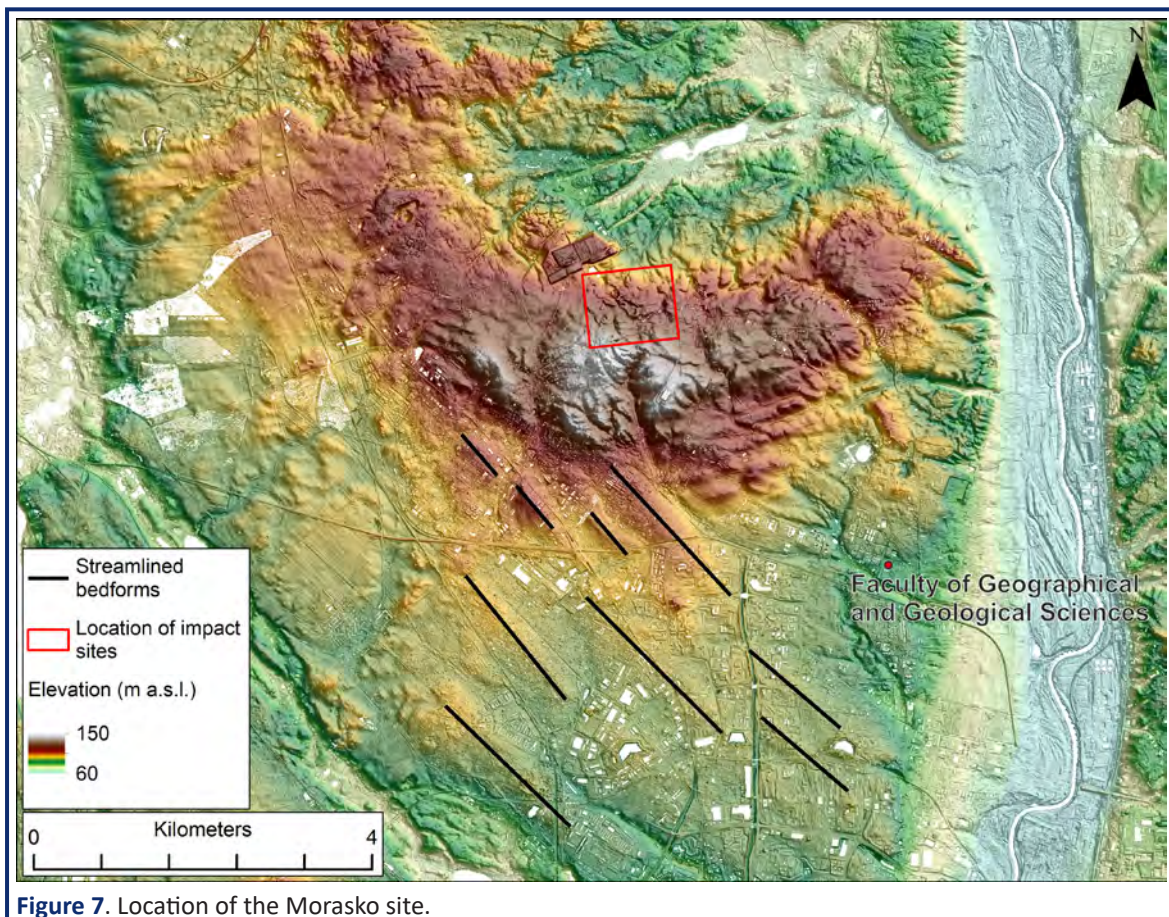 N
Faculty of Geographical
and Geological Sciences
Streamlined
bedforms
Location of impact
sites
Elevation (m a.s.l.)
150
60
Kilometers
0 4
Figure 7. Location of the Morasko site.